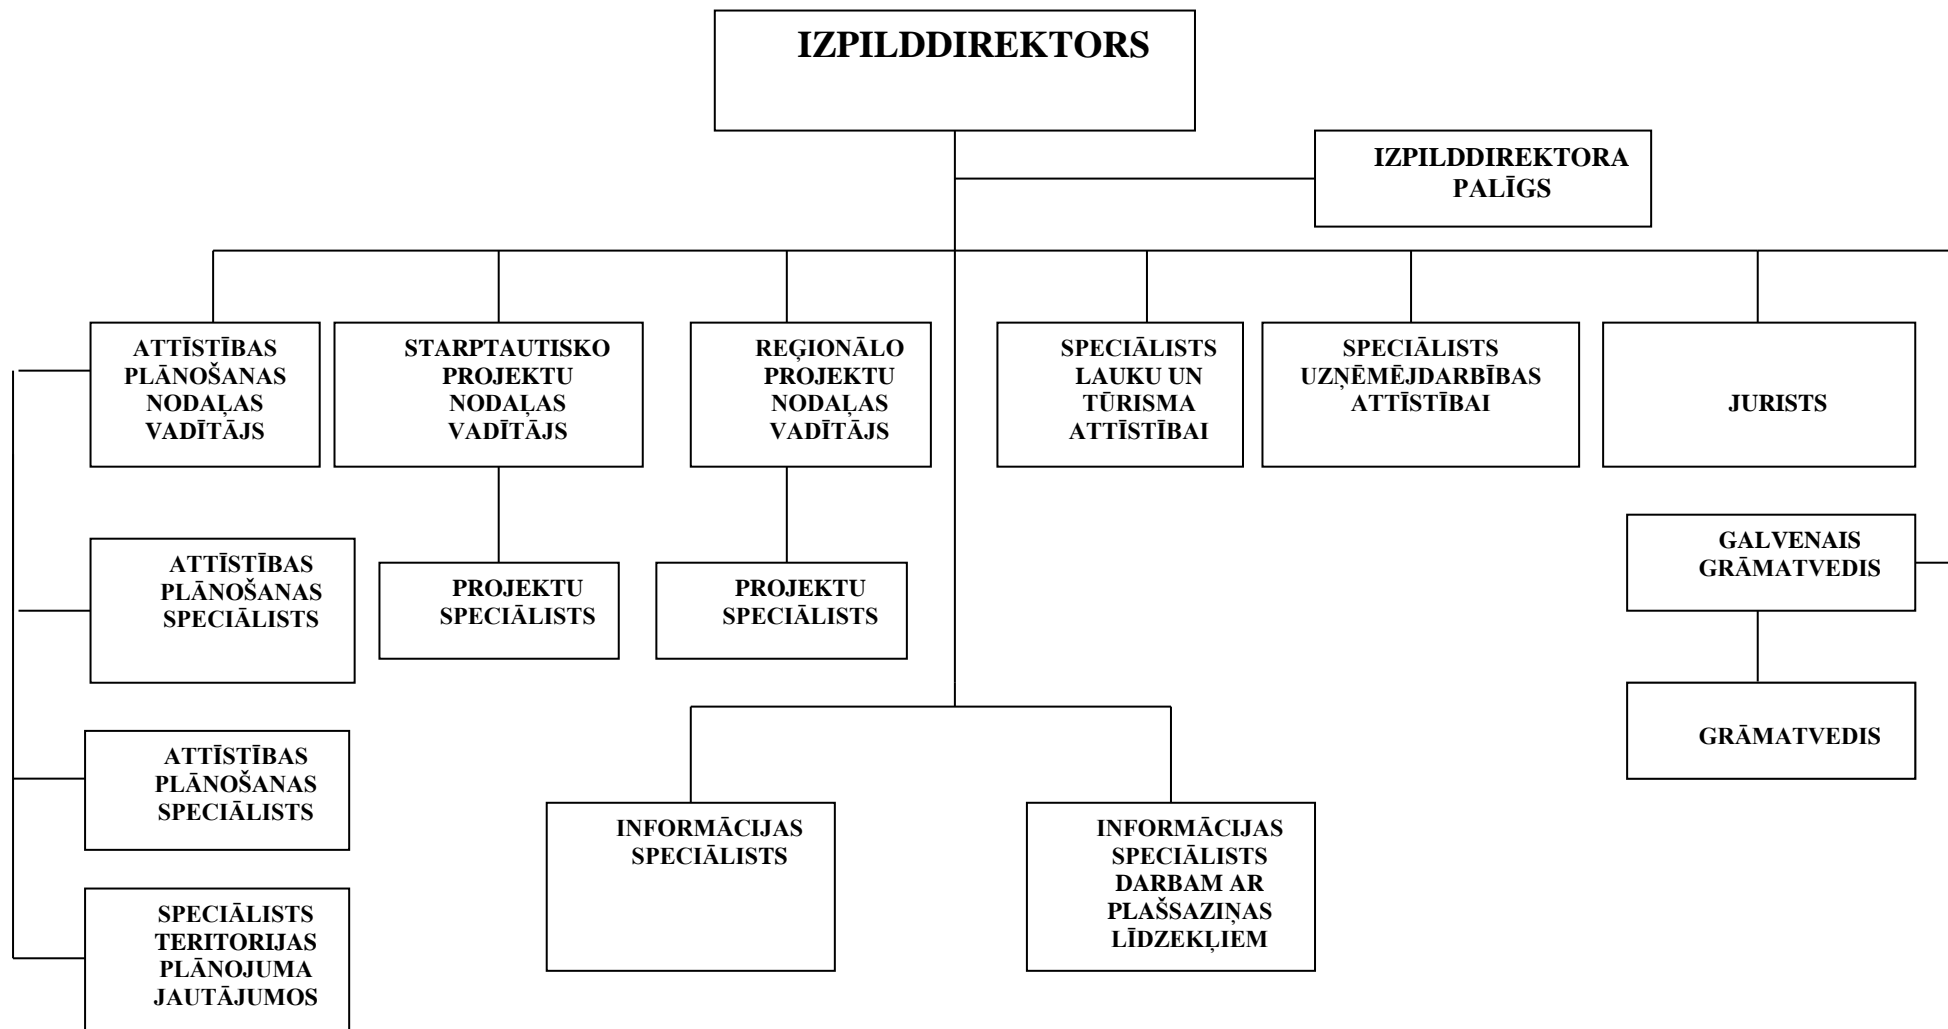 IZPILDDIREKTORS
IZPILDDIREKTORA
PALĪGS
ATTĪSTĪBAS
PLĀNOŠANAS
NODAĻAS
VADĪTĀJS
STARPTAUTISKO
PROJEKTU
NODAĻAS
VADĪTĀJS
REĢIONĀLO
PROJEKTU
NODAĻAS
VADĪTĀJS
SPECIĀLISTS
LAUKU UN
TŪRISMA
ATTĪSTĪBAI
SPECIĀLISTS
UZŅĒMĒJDARBĪBAS
ATTĪSTĪBAI
JURISTS
ATTĪSTĪBAS
PLĀNOŠANAS
SPECIĀLISTS
PROJEKTU
SPECIĀLISTS
PROJEKTU
SPECIĀLISTS
GALVENAIS
GRĀMATVEDIS
GRĀMATVEDIS
ATTĪSTĪBAS
PLĀNOŠANAS
SPECIĀLISTS
INFORMĀCIJAS
SPECIĀLISTS
INFORMĀCIJAS
SPECIĀLISTS
DARBAM AR
PLAŠSAZIŅAS
LĪDZEKĻIEM
SPECIĀLISTS
TERITORIJAS
PLĀNOJUMA
JAUTĀJUMOS